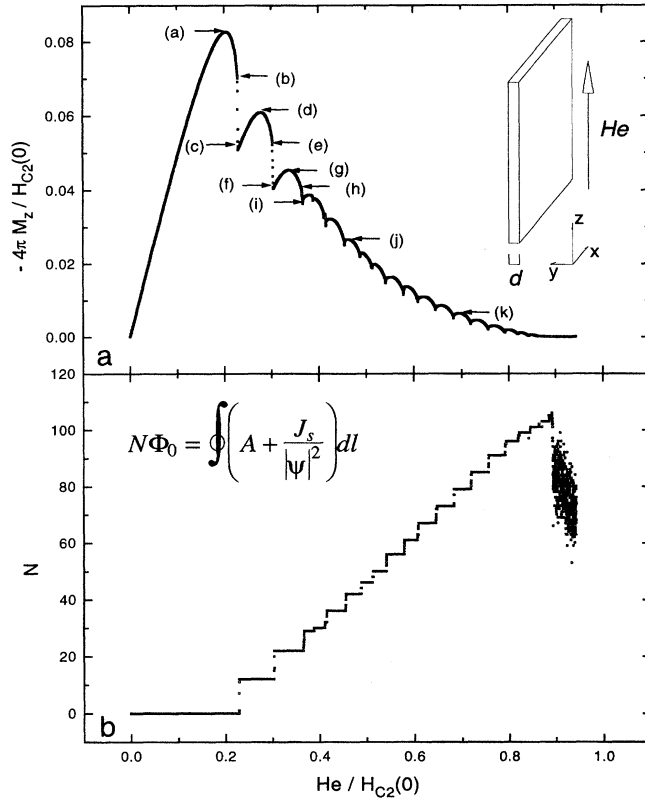 (a)
(b)
(c)
(d)
(e)
(f)
(g)
(h)
(i)
(j)
(k)
He
z
x
y
d
0.08
0.06
0.04
0.02
0.00
- 4π M_z / H_C2(0)
a
120
100
80
60
40
20
0
N
NΦ₀ = ∮(A + J_s / |ψ|²)dl
b
0.0 0.2 0.4 0.6 0.8 1.0
He / H_C2(0)